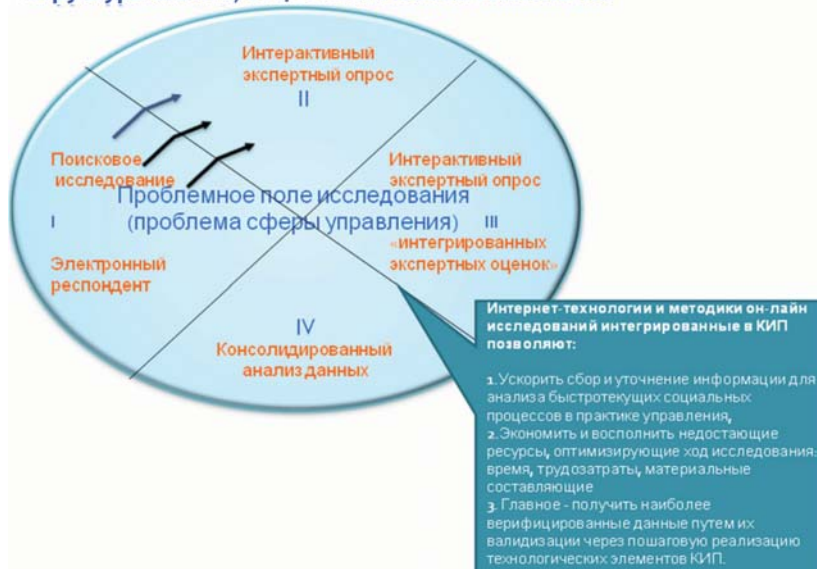 Интерактивный
экспертный опрос
II
Поисковое
исследование
Интерактивный
экспертный опрос
Проблемное поле исследования
(проблема сферы управления)
I
III
«интегрированных
экспертных оценок»
Электронный
респондент
IV
Консолидированный
анализ данных
Интернет-технологии и методики он-лайн
исследований интегрированные в КИП
позволяют:
1.Ускорить сбор и уточнение информации для
анализа быстротекущих социальных
процессов в практике управления,
2.Экономить и восполнить недостающие
ресурсы, оптимизирующие ход исследования:
время, трудозатраты, материальные
составляющие
3. Главное - получить наиболее
верифицированные данные путем их
валидизации через пошаговую реализацию
технологических элементов КИП.